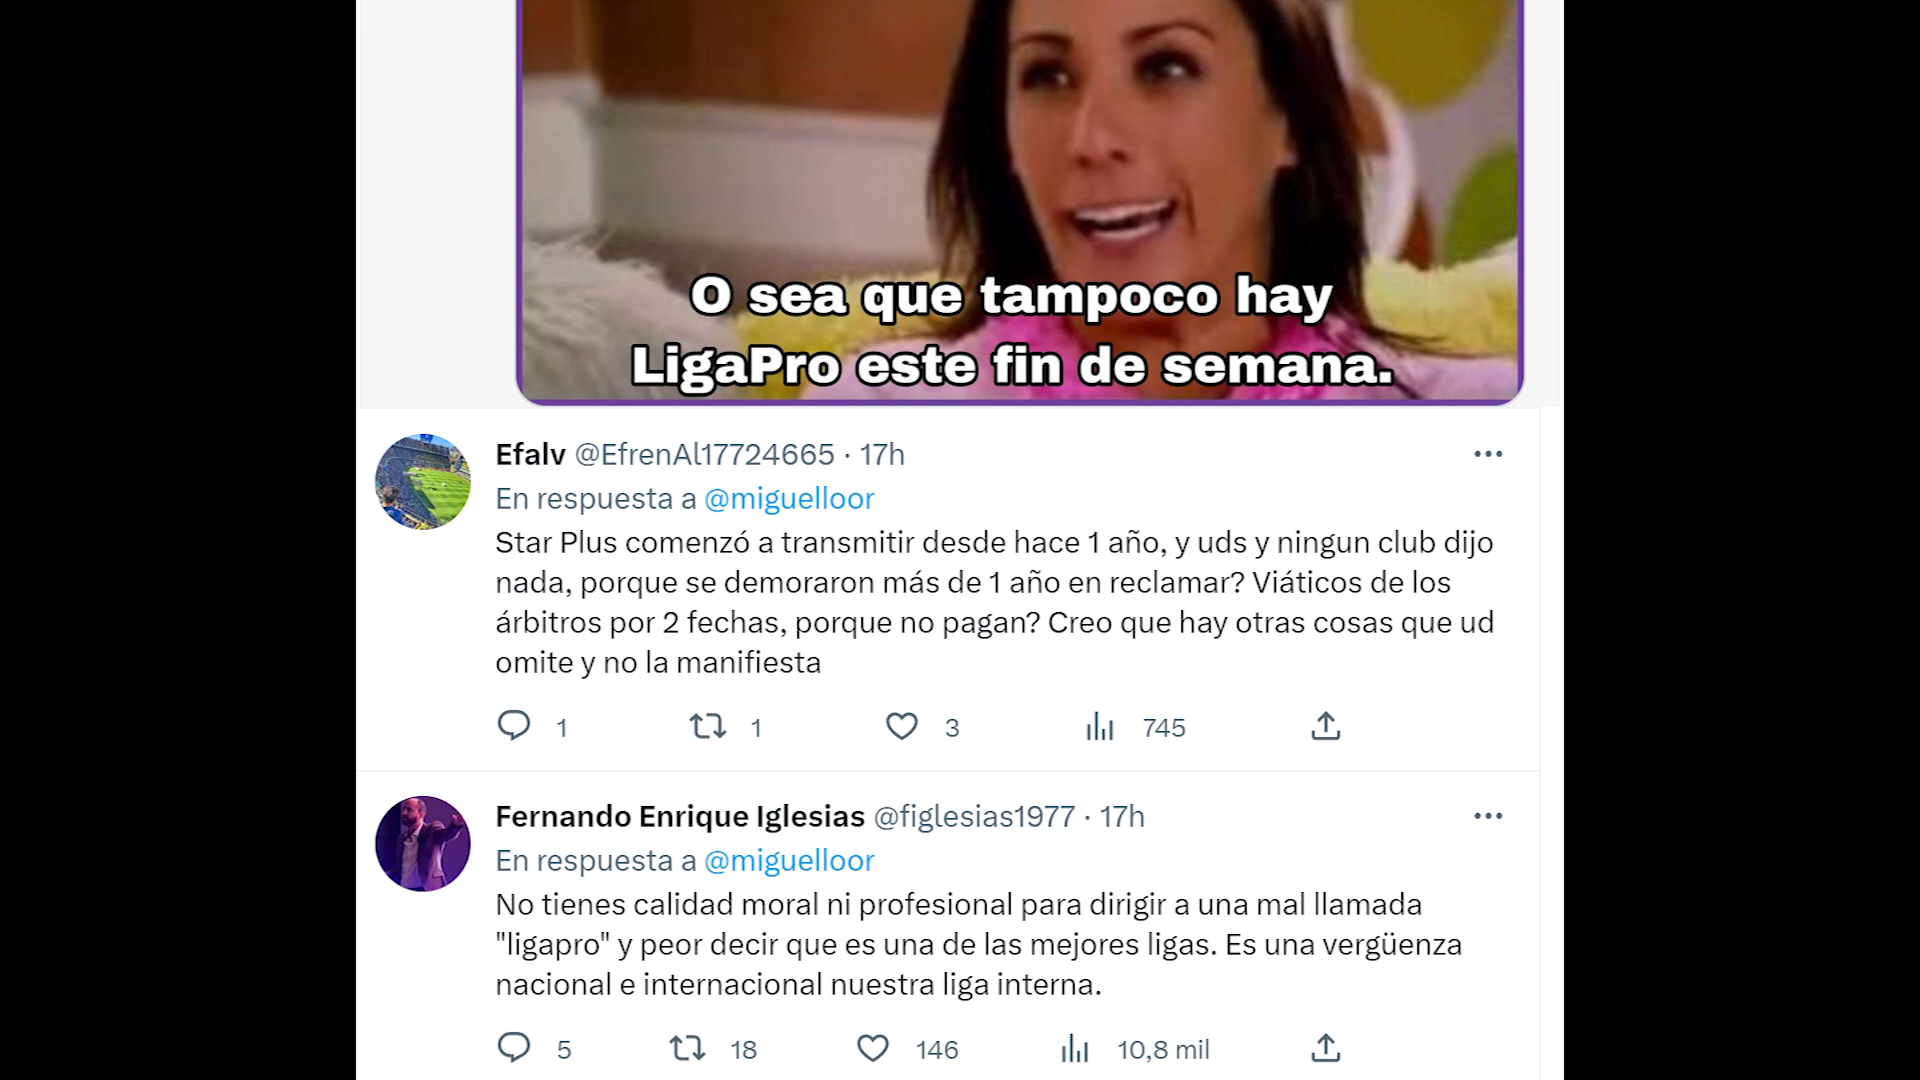 O sea que tampoco hay
LigaPro este fin de semana.
Efalv @EfrenAl17724665 · 17h
En respuesta a @miguelloor
Star Plus comenzó a transmitir desde hace 1 año, y uds y ningun club dijo
nada, porque se demoraron más de 1 año en reclamar? Viáticos de los
árbitros por 2 fechas, porque no pagan? Creo que hay otras cosas que ud
omite y no la manifiesta
1 1 3 745
Fernando Enrique Iglesias @figlesias1977 · 17h
En respuesta a @miguelloor
No tienes calidad moral ni profesional para dirigir a una mal llamada
"ligapro" y peor decir que es una de las mejores ligas. Es una vergüenza
nacional e internacional nuestra liga interna.
5 18 146 10,8 mil